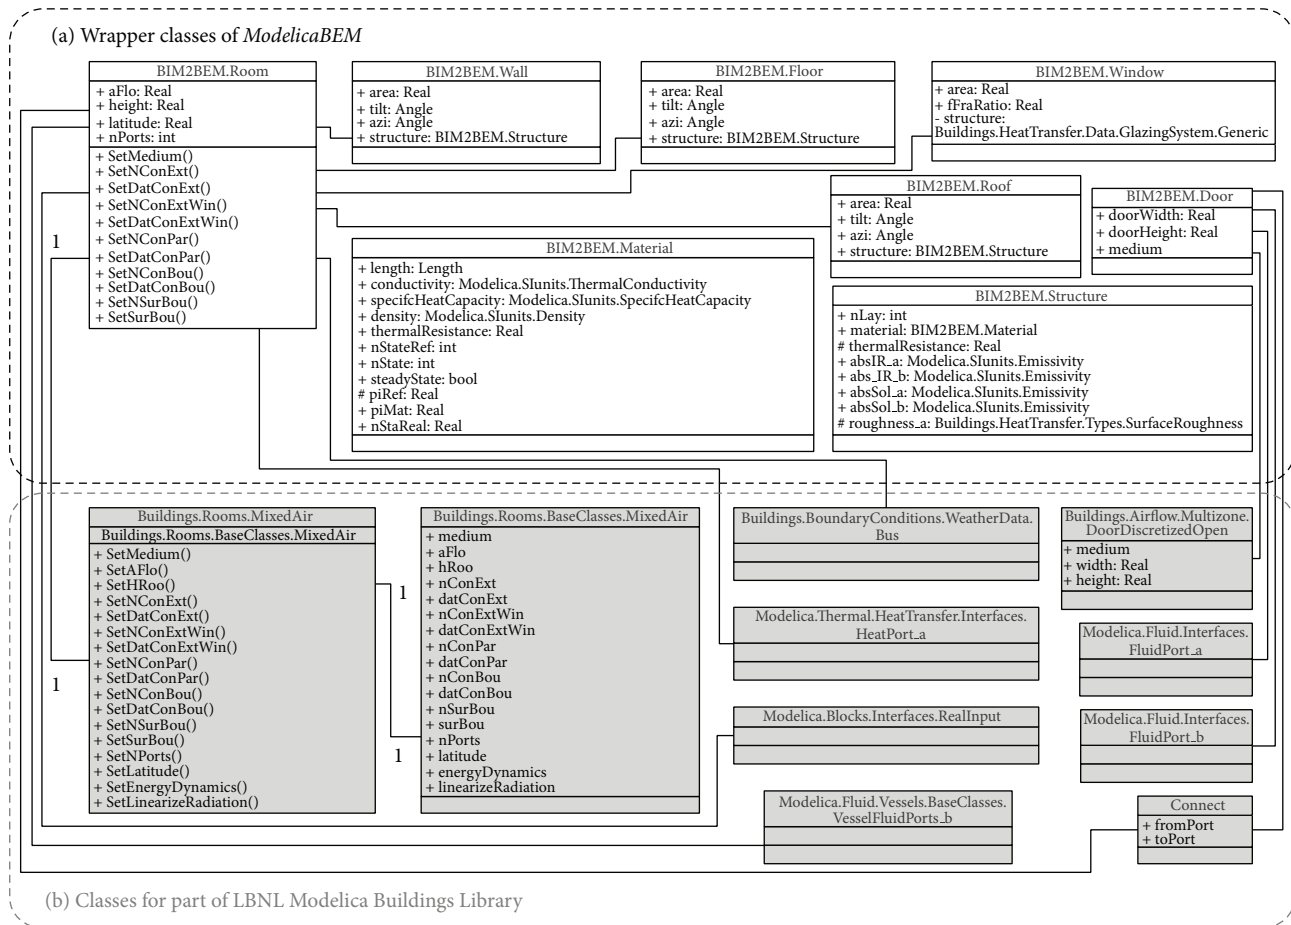 (a) Wrapper classes of ModelicaBEM
BIM2BEM.Room
+ aFlo: Real
+ height: Real
+ latitude: Real
+ nPorts: int
+ SetMedium()
+ SetNConExt()
+ SetDatConExt()
+ SetNConExtWin()
+ SetDatConExtWin()
+ SetNConPar()
+ SetDatConPar()
+ SetNConBou()
+ SetDatConBou()
+ SetNSurBou()
+ SetSurBou()
1
BIM2BEM.Wall
+ area: Real
+ tilt: Angle
+ azi: Angle
+ structure: BIM2BEM.Structure
BIM2BEM.Floor
+ area: Real
+ tilt: Angle
+ azi: Angle
+ structure: BIM2BEM.Structure
BIM2BEM.Window
+ area: Real
+ fFraRatio: Real
- structure:
Buildings.HeatTransfer.Data.GlazingSystem.Generic
BIM2BEM.Roof
+ area: Real
+ tilt: Angle
+ azi: Angle
+ structure: BIM2BEM.Structure
BIM2BEM.Door
+ doorWidth: Real
+ doorHeight: Real
+ medium
BIM2BEM.Material
+ length: Length
+ conductivity: Modelica.SIunits.ThermalConductivity
+ specifcHeatCapacity: Modelica.SIunits.SpecifcHeatCapacity
+ density: Modelica.SIunits.Density
+ thermalResistance: Real
+ nStateRef: int
+ nState: int
+ steadyState: bool
# piRef: Real
+ piMat: Real
+ nStaReal: Real
BIM2BEM.Structure
+ nLay: int
+ material: BIM2BEM.Material
# thermalResistance: Real
+ absIR_a: Modelica.SIunits.Emissivity
+ abs_IR_b: Modelica.SIunits.Emissivity
+ absSol_a: Modelica.SIunits.Emissivity
+ absSol_b: Modelica.SIunits.Emissivity
# roughness_a: Buildings.HeatTransfer.Types.SurfaceRoughness
Buildings.Rooms.MixedAir
Buildings.Rooms.BaseClasses.MixedAir
+ SetMedium()
+ SetAFlo()
+ SetHRoo()
+ SetNConExt()
+ SetDatConExt()
+ SetNConExtWin()
+ SetDatConExtWin()
+ SetNConPar()
+ SetDatConPar()
+ SetNConBou()
+ SetDatConBou()
+ SetNSurBou()
+ SetSurBou()
+ SetNPorts()
+ SetLatitude()
+ SetEnergyDynamics()
+ SetLinearizeRadiation()
1
1
1
Buildings.Rooms.BaseClasses.MixedAir
+ medium
+ aFlo
+ hRoo
+ nConExt
+ datConExt
+ nConExtWin
+ datConExtWin
+ nConPar
+ datConPar
+ nConBou
+ datConBou
+ nSurBou
+ surBou
+ nPorts
+ latitude
+ energyDynamics
+ linearizeRadiation
Buildings.BoundaryConditions.WeatherData.
Bus
Modelica.Thermal.HeatTransfer.Interfaces.
HeatPort_a
Modelica.Blocks.Interfaces.RealInput
Modelica.Fluid.Vessels.BaseClasses.
VesselFluidPorts_b
Buildings.Airflow.Multizone.
DoorDiscretizedOpen
+ medium
+ width: Real
+ height: Real
Modelica.Fluid.Interfaces.
FluidPort_a
Modelica.Fluid.Interfaces.
FluidPort_b
Connect
+ fromPort
+ toPort
(b) Classes for part of LBNL Modelica Buildings Library